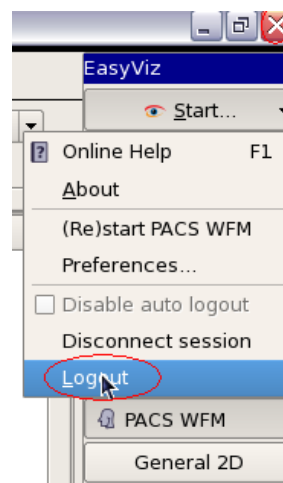 EasyViz
Start...
? Online Help F1
About
(Re)start PACS WFM
Preferences...
Disable auto logout
Disconnect session
Logout
PACS WFM
General 2D